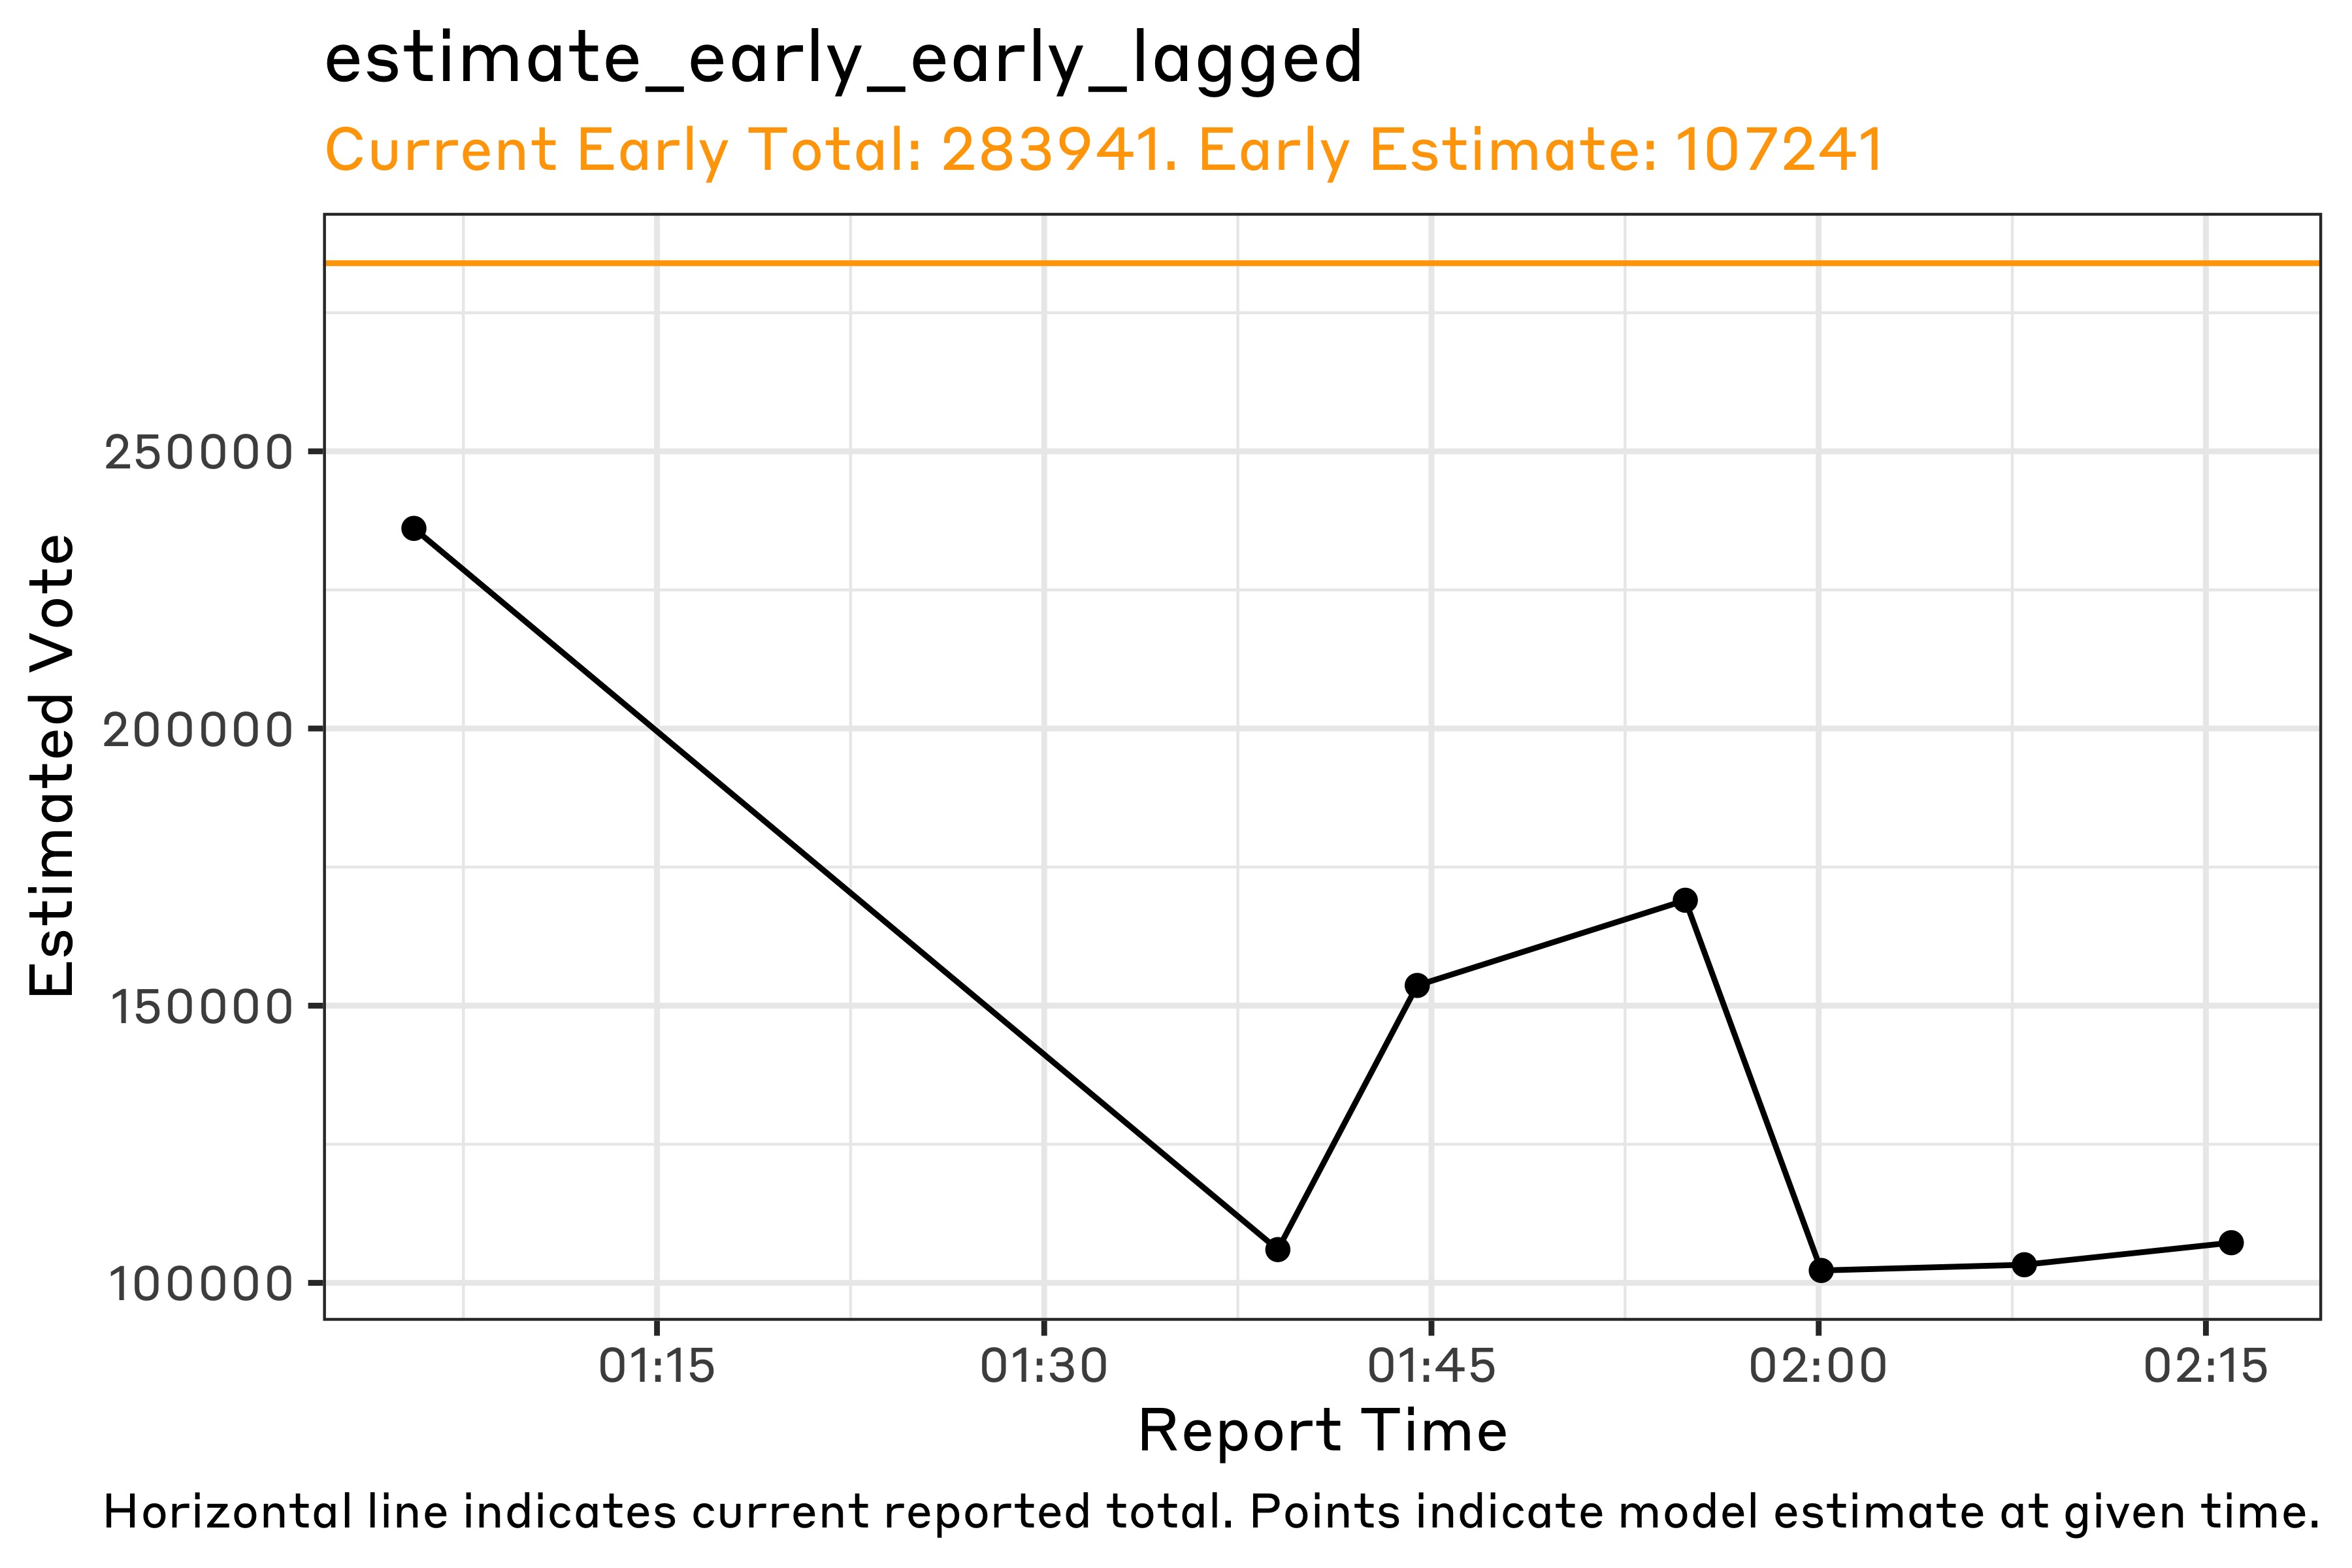 estimate_early_early_lagged
Current Early Total: 283941. Early Estimate: 107241
Estimated Vote
250000
200000
150000
100000
01:15 01:30 01:45 02:00 02:15
Report Time
Horizontal line indicates current reported total. Points indicate model estimate at given time.